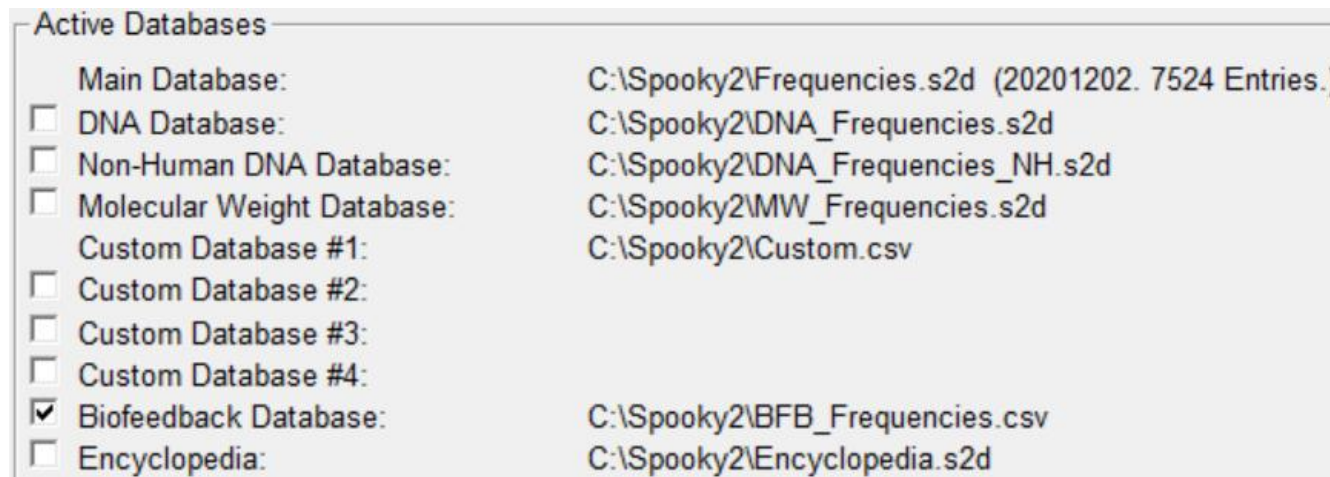 Active Databases
Main Database: C:\Spooky2\Frequencies.s2d (20201202. 7524 Entries.)
DNA Database: C:\Spooky2\DNA_Frequencies.s2d
Non-Human DNA Database: C:\Spooky2\DNA_Frequencies_NH.s2d
Molecular Weight Database: C:\Spooky2\MW_Frequencies.s2d
Custom Database #1: C:\Spooky2\Custom.csv
Custom Database #2:
Custom Database #3:
Custom Database #4:
Biofeedback Database: C:\Spooky2\BFB_Frequencies.csv
Encyclopedia: C:\Spooky2\Encyclopedia.s2d